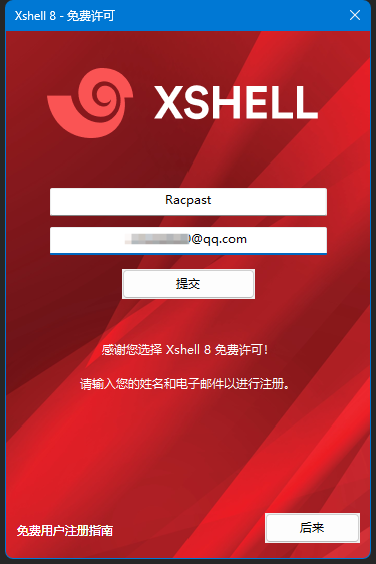 Xshell 8 - 免费许可
XSHELL
Racpast
0@qq.com
提交
感谢您选择 Xshell 8 免费许可!
请输入您的姓名和电子邮件以进行注册。
免费用户注册指南
后来